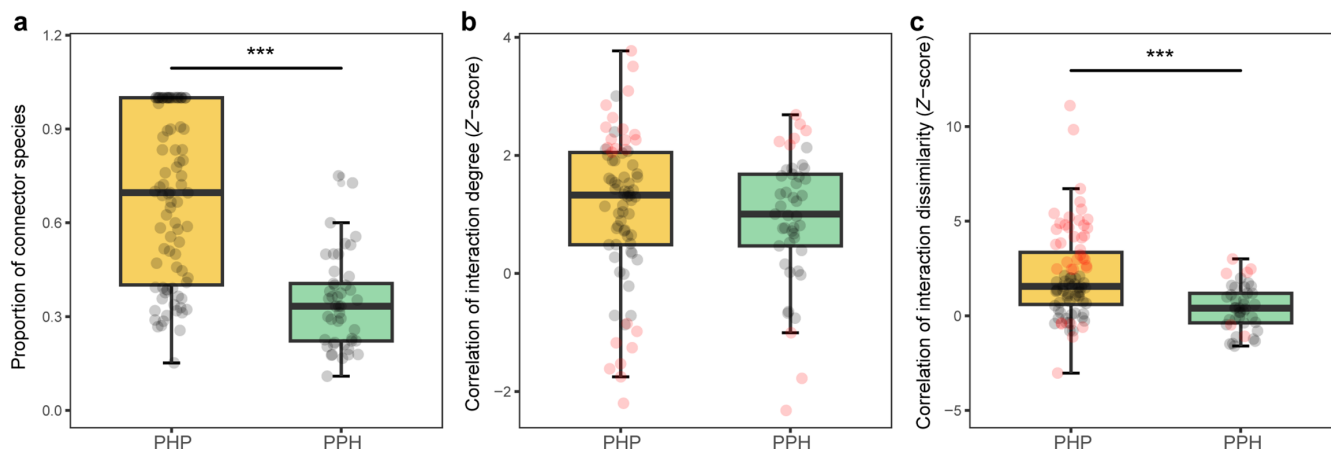 a
Proportion of connector species
1.2
0.9
0.6
0.3
0.0
***
PHP
PPH
b
Correlation of interaction degree (Z-score)
4
2
0
−2
PHP
PPH
c
Correlation of interaction dissimilarity (Z-score)
10
5
0
−5
***
PHP
PPH